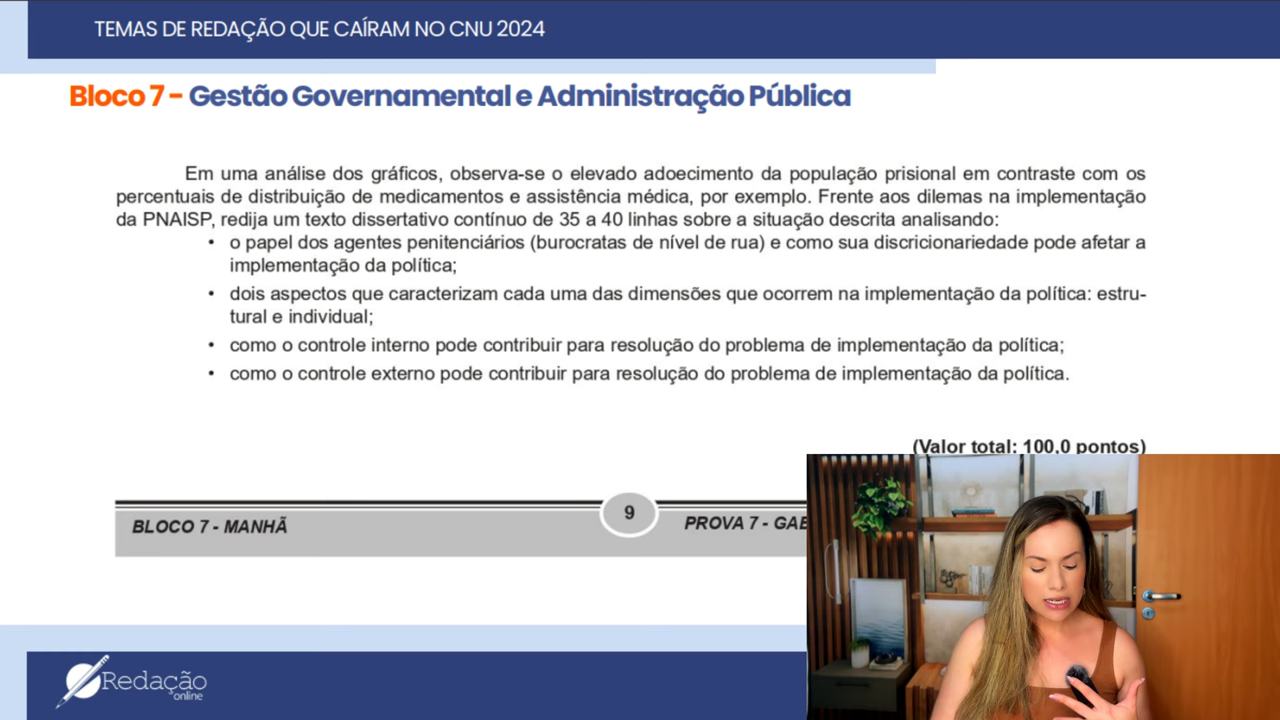 TEMAS DE REDAÇÃO QUE CAÍRAM NO CNU 2024
Bloco 7 - Gestão Governamental e Administração Pública
Em uma análise dos gráficos, observa-se o elevado adoecimento da população prisional em contraste com os
percentuais de distribuição de medicamentos e assistência médica, por exemplo. Frente aos dilemas na implementação
da PNAISP, redija um texto dissertativo contínuo de 35 a 40 linhas sobre a situação descrita analisando:
• o papel dos agentes penitenciários (burocratas de nível de rua) e como sua discricionariedade pode afetar a
implementação da política;
• dois aspectos que caracterizam cada uma das dimensões que ocorrem na implementação da política: estru-
tural e individual;
• como o controle interno pode contribuir para resolução do problema de implementação da política;
• como o controle externo pode contribuir para resolução do problema de implementação da política.
(Valor total: 100,0 pontos)
9
BLOCO 7 - MANHÃ
PROVA 7 - GAB
Redação
online